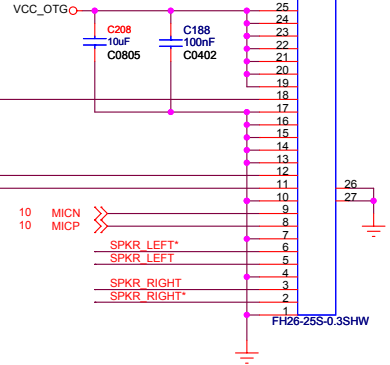 VCC_OTG
25
24
23
22
21
20
19
18
17
16
15
14
13
12
11
10
9
8
7
6
5
4
3
2
1
C208
10uF
C0805
C188
100nF
C0402
26
27
10 MICN
10 MICP
SPKR_LEFT*
SPKR_LEFT
SPKR_RIGHT
SPKR_RIGHT*
FH26-25S-0.3SHW